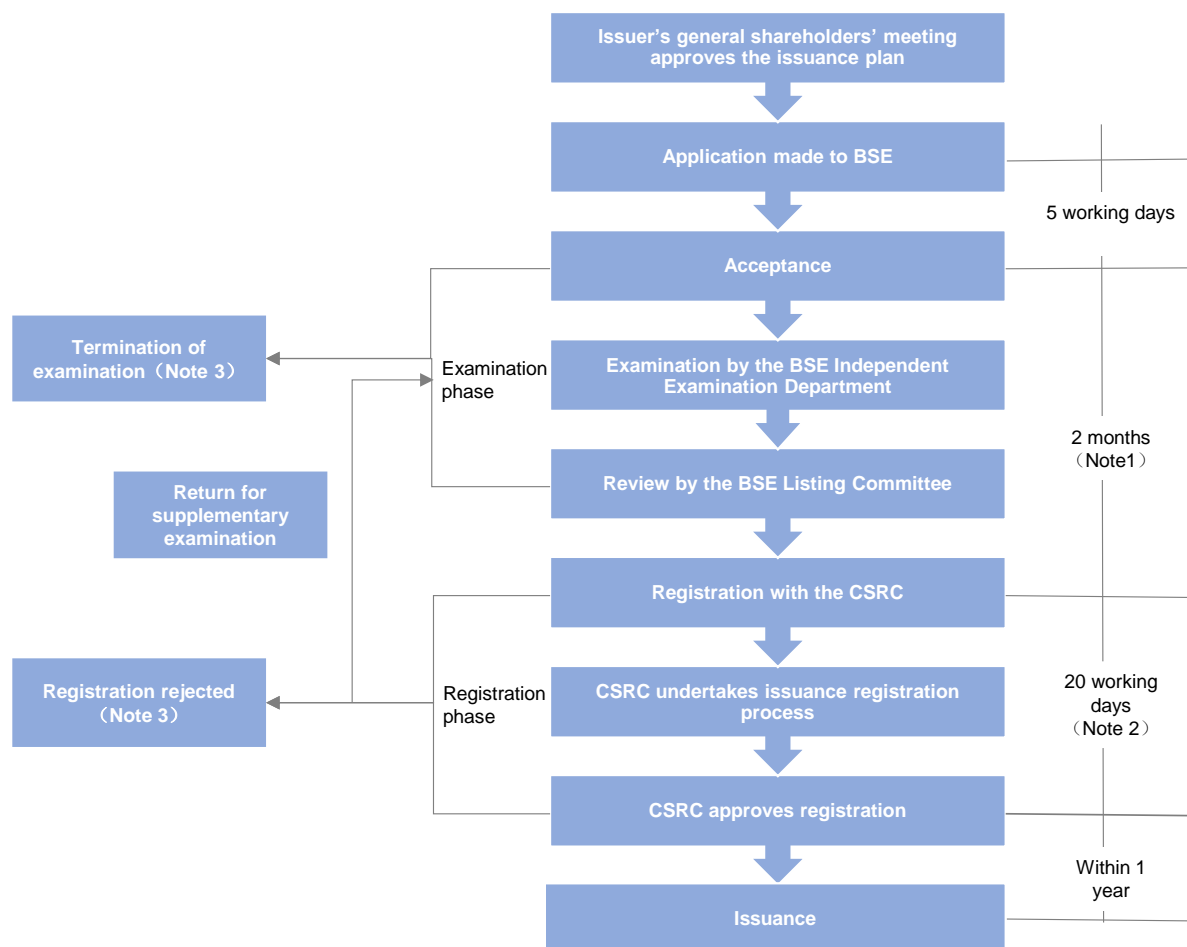 Issuer’s general shareholders’ meeting
approves the issuance plan
Application made to BSE
5 working days
Acceptance
Termination of
examination（Note 3）
Examination
phase
Examination by the BSE Independent
Examination Department
2 months
（Note1）
Return for
supplementary
examination
Review by the BSE Listing Committee
Registration with the CSRC
Registration rejected
（Note 3）
Registration
phase
CSRC undertakes issuance registration
process
20 working
days
（Note 2）
CSRC approves registration
Within 1
year
Issuance